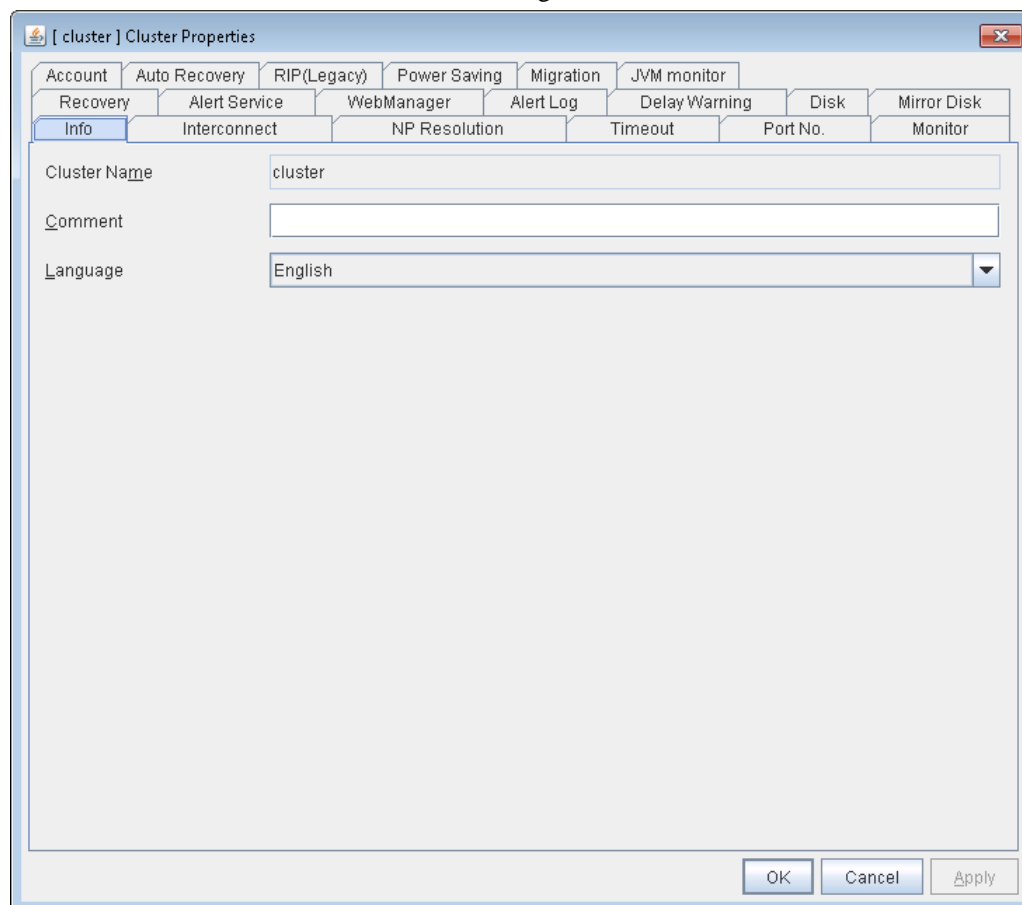 [ cluster ] Cluster Properties
Account Auto Recovery RIP(Legacy) Power Saving Migration JVM monitor
Recovery Alert Service WebManager Alert Log Delay Warning Disk Mirror Disk
Info Interconnect NP Resolution Timeout Port No. Monitor
Cluster Name cluster
Comment
Language English
OK Cancel Apply